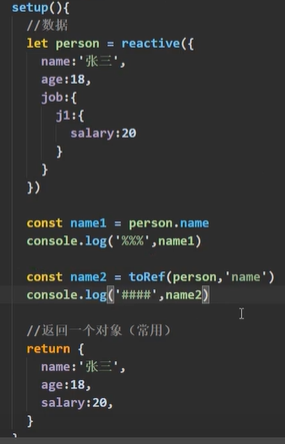 setup(){
//数据
let person = reactive({
name:'张三',
age:18,
job:{
j1:{
salary:20
}
}
})
const name1 = person.name
console.log('%%%',name1)
const name2 = toRef(person,'name')
console.log('####',name2)
//返回一个对象（常用）
return {
name:'张三',
age:18,
salary:20,
}